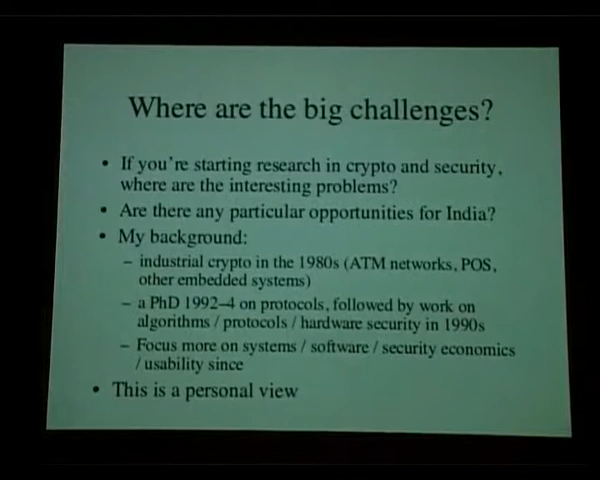 Where are the big challenges?
• If you're starting research in crypto and security,
where are the interesting problems?
• Are there any particular opportunities for India?
• My background:
– industrial crypto in the 1980s (ATM networks, POS,
other embedded systems)
– a PhD 1992–4 on protocols, followed by work on
algorithms / protocols / hardware security in 1990s
– Focus more on systems / software / security economics
/ usability since
• This is a personal view